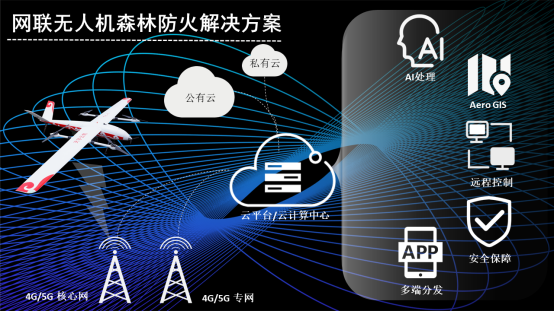 网联无人机森林防火解决方案
私有云
公有云
云平台/云计算中心
4G/5G 核心网
4G/5G 专网
AI
AI处理
Aero GIS
远程控制
安全保障
APP
多端分发